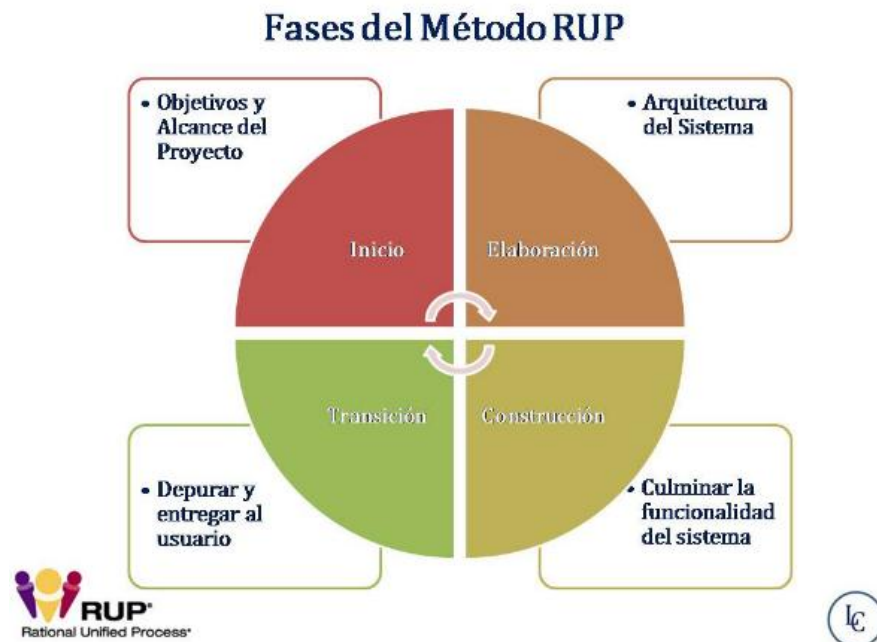 Fases del Método RUP
• Objetivos y
Alcance del
Proyecto
• Arquitectura
del Sistema
Inicio
Elaboración
Transición
Construcción
• Depurar y
entregar al
usuario
• Culminar la
funcionalidad
del sistema
RUP®
Rational Unified Process®
LC